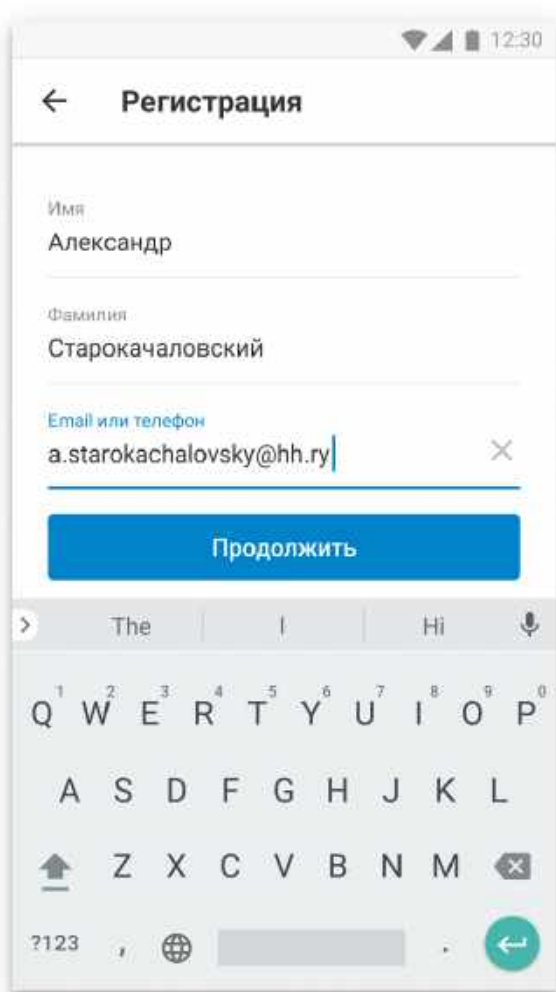 12:30
Регистрация
Имя
Александр
Фамилия
Старокачаловский
Email или телефон
a.starokachalovsky@hh.ry
Продолжить
The I Hi
1 2 3 4 5 6 7 8 9 0
Q W E R T Y U I O P
A S D F G H J K L
Z X C V B N M
?123 , .